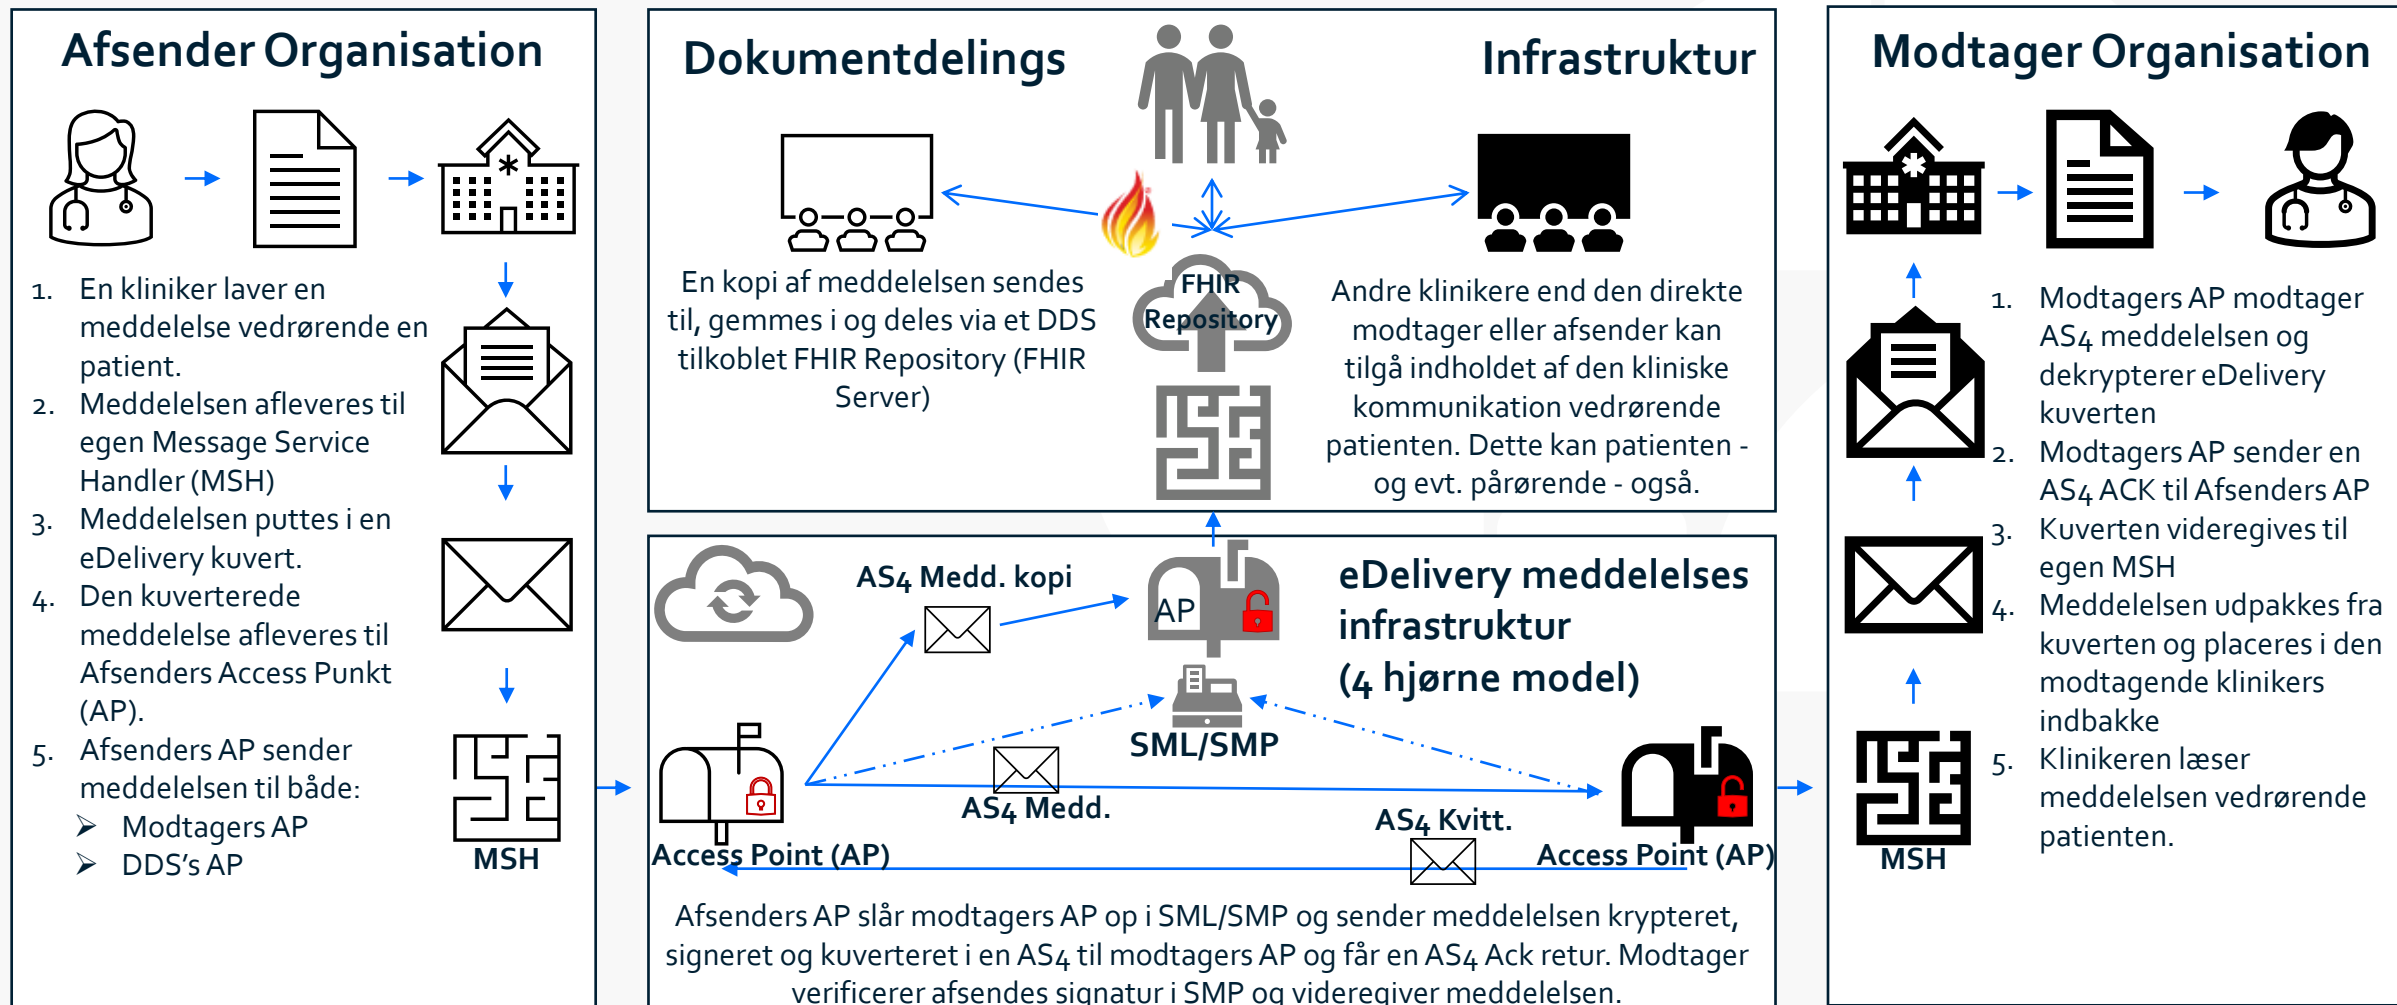 Afsender Organisation
1. En kliniker laver en
meddelelse vedrørende en
patient.
2. Meddelelsen afleveres til
egen Message Service
Handler (MSH)
3. Meddelelsen puttes i en
eDelivery kuvert.
4. Den kuverterede
meddelelse afleveres til
Afsenders Access Punkt
(AP).
5. Afsenders AP sender
meddelelsen til både:
➢ Modtagers AP
➢ DDS's AP
MSH
Dokumentdelings Infrastruktur
En kopi af meddelelsen sendes
til, gemmes i og deles via et DDS
tilkoblet FHIR Repository (FHIR
Server)
FHIR
Repository
Andre klinikere end den direkte
modtager eller afsender kan
tilgå indholdet af den kliniske
kommunikation vedrørende
patienten. Dette kan patienten -
og evt. pårørende - også.
AS4 Medd. kopi
AP
eDelivery meddelelses
infrastruktur
(4 hjørne model)
SML/SMP
AS4 Medd.
AS4 Kvitt.
Access Point (AP)
Access Point (AP)
Afsenders AP slår modtagers AP op i SML/SMP og sender meddelelsen krypteret,
signeret og kuverteret i en AS4 til modtagers AP og får en AS4 Ack retur. Modtager
verificerer afsendes signatur i SMP og videregiver meddelelsen.
Modtager Organisation
1. Modtagers AP modtager
AS4 meddelelsen og
dekrypterer eDelivery
kuverten
2. Modtagers AP sender en
AS4 ACK til Afsenders AP
3. Kuverten videregives til
egen MSH
4. Meddelelsen udpakkes fra
kuverten og placeres i den
modtagende klinikers
indbakke
5. Klinikeren læser
meddelelsen vedrørende
patienten.
MSH